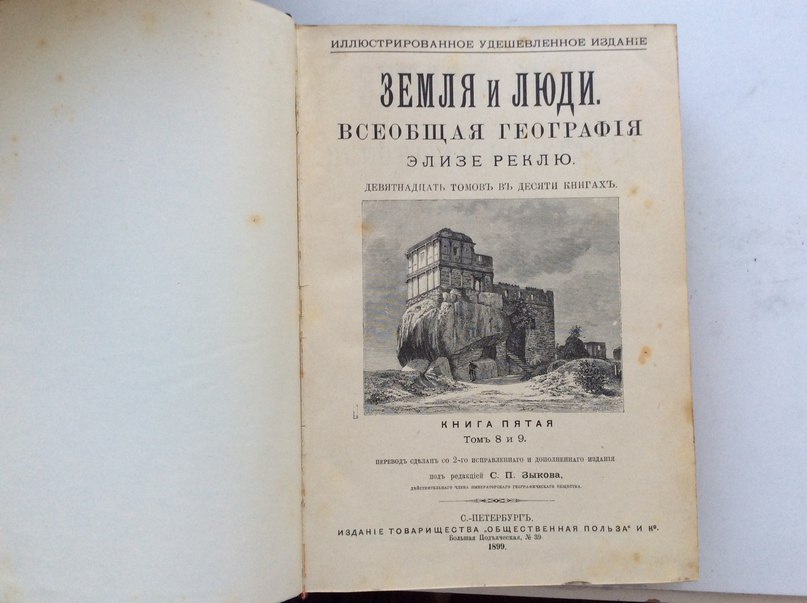 ИЛЛЮСТРИРОВАННОЕ УДЕШЕВЛЕННОЕ ИЗДАНІЕ
ЗЕМЛЯ и ЛЮДИ.
ВСЕОБЩАЯ ГЕОГРАФІЯ
ЭЛИЗЕ РЕКЛЮ.
ДЕВЯТНАДЦАТЬ ТОМОВЪ ВЪ ДЕСЯТИ КНИГАХЪ.
КНИГА ПЯТАЯ
Томъ 8 и 9.
ПЕРЕВОДЪ СДѢЛАНЪ СО 2-ГО ИСПРАВЛЕННАГО И ДОПОЛНЕННАГО ИЗДАНІЯ
подъ редакціей С. П. Зыкова,
ДѢЙСТВИТЕЛЬНАГО ЧЛЕНА ИМПЕРАТОРСКАГО ГЕОГРАФИЧЕСКАГО ОБЩЕСТВА.
С.-ПЕТЕРБУРГЪ.
ИЗДАНІЕ ТОВАРИЩЕСТВА „ОБЩЕСТВЕННАЯ ПОЛЬЗА" И Кº.
Большая Подъяческая, № 39.
1899.